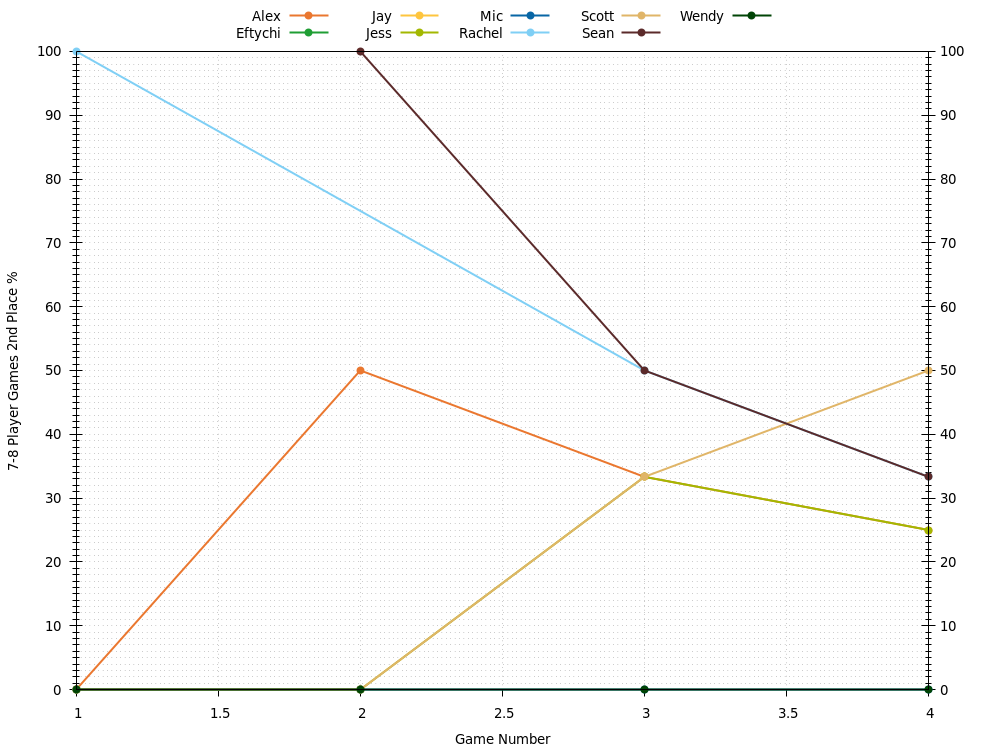 Alex Jay Mic Scott Wendy
Eftychi Jess Rachel Sean
100 100
90 90
80 80
70 70
60 60
50 50
40 40
30 30
20 20
10 10
0 0
7-8 Player Games 2nd Place %
1 1.5 2 2.5 3 3.5 4
Game Number